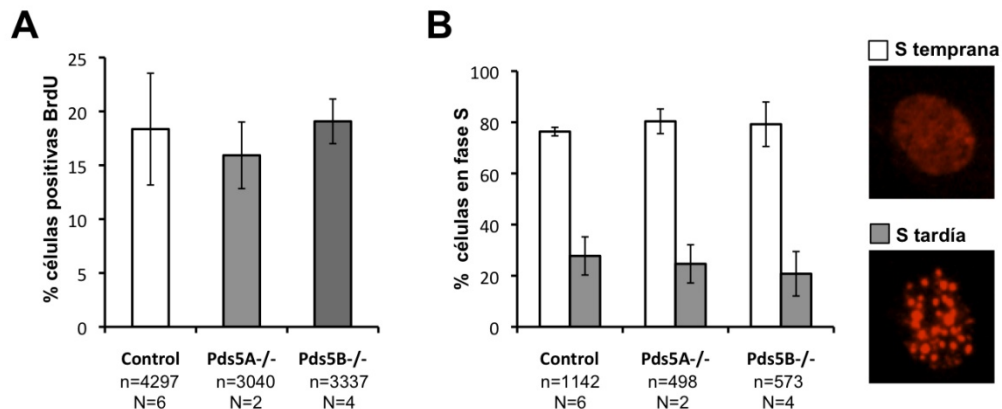 A
% células positivas BrdU
25
20
15
10
5
0
Control
n=4297
N=6
Pds5A-/-
n=3040
N=2
Pds5B-/-
n=3337
N=4
B
% células en fase S
100
80
60
40
20
0
Control
n=1142
N=6
Pds5A-/-
n=498
N=2
Pds5B-/-
n=573
N=4
S temprana
S tardía